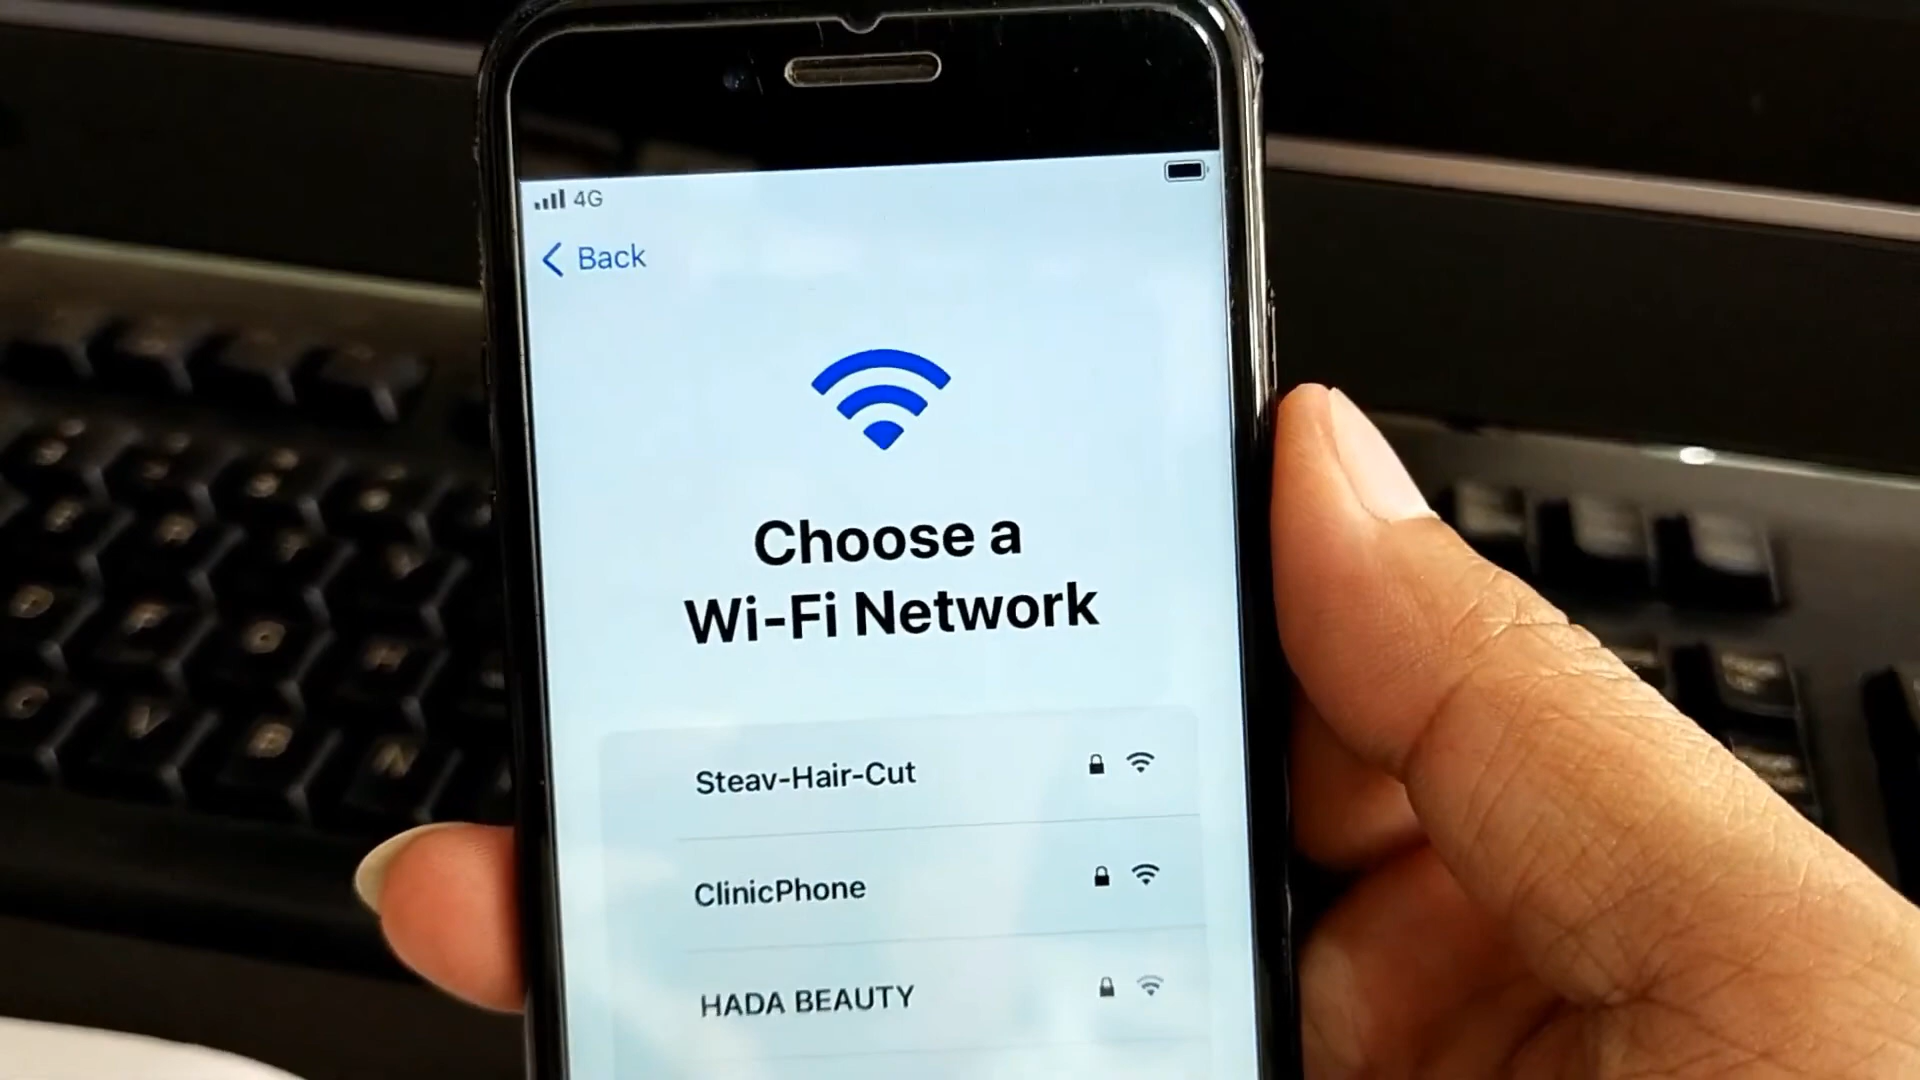 4G
Back
Choose a
Wi-Fi Network
Steav-Hair-Cut
ClinicPhone
HADA BEAUTY
V
B
N